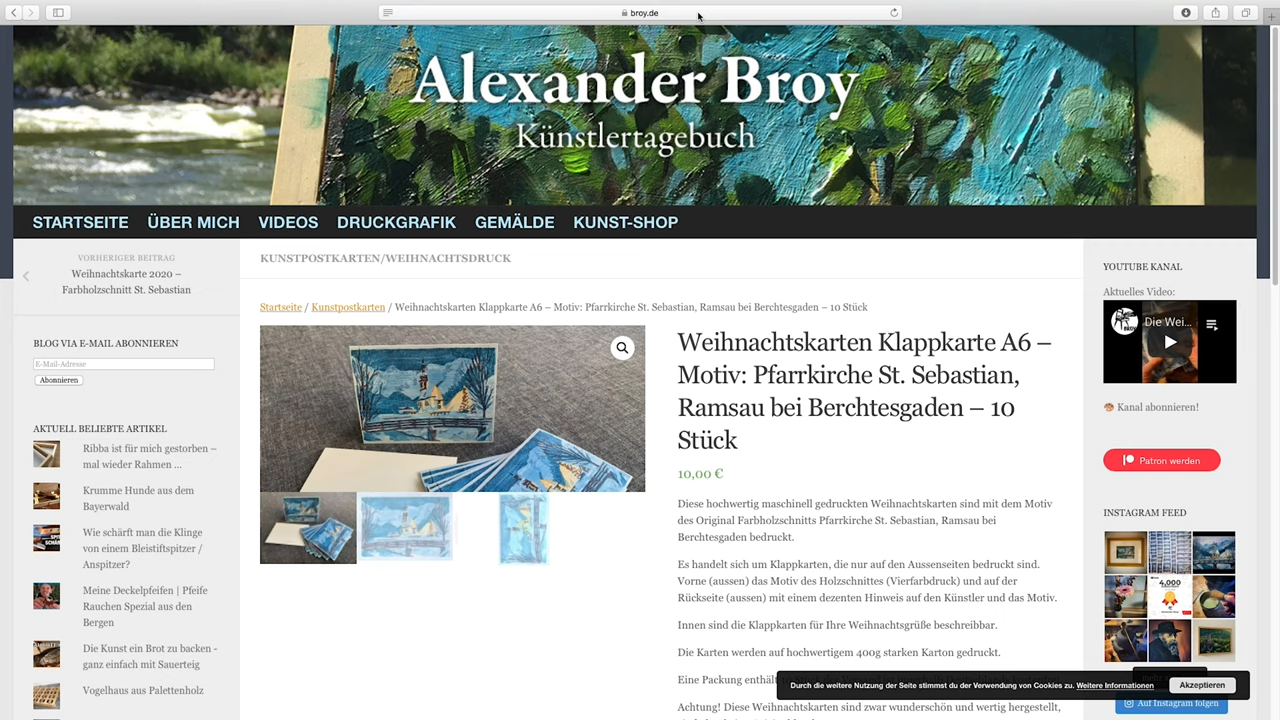 broy.de
Alexander Broy
Künstlertagebuch
STARTSEITE ÜBER MICH VIDEOS DRUCKGRAFIK GEMÄLDE KUNST-SHOP
VORHERIGER BEITRAG
Weihnachtskarte 2020 –
Farbholzschnitt St. Sebastian
BLOG VIA E-MAIL ABONNIEREN
E-Mail-Adresse
Abonnieren
AKTUELL BELIEBTE ARTIKEL
Ribba ist für mich gestorben –
mal wieder Rahmen ...
Krumme Hunde aus dem
Bayerwald
Wie schärft man die Klinge
von einem Bleistiftspitzer /
Anspitzer?
Meine Deckelpfeifen | Pfeife
Rauchen Spezial aus den
Bergen
Die Kunst ein Brot zu backen -
ganz einfach mit Sauerteig
Vogelhaus aus Palettenholz
KUNSTPOSTKARTEN/WEIHNACHTSDRUCK
Startseite / Kunstpostkarten / Weihnachtskarten Klappkarte A6 – Motiv: Pfarrkirche St. Sebastian, Ramsau bei Berchtesgaden – 10 Stück
Weihnachtskarten Klappkarte A6 –
Motiv: Pfarrkirche St. Sebastian,
Ramsau bei Berchtesgaden – 10
Stück
10,00 €
Diese hochwertig maschinell gedruckten Weihnachtskarten sind mit dem Motiv
des Original Farbholzschnitts Pfarrkirche St. Sebastian, Ramsau bei
Berchtesgaden bedruckt.
Es handelt sich um Klappkarten, die nur auf den Aussenseiten bedruckt sind.
Vorne (aussen) das Motiv des Holzschnittes (Vierfarbdruck) und auf der
Rückseite (aussen) mit einem dezenten Hinweis auf den Künstler und das Motiv.
Innen sind die Klappkarten für Ihre Weihnachtsgrüße beschreibbar.
Die Karten werden auf hochwertigem 400g starken Karton gedruckt.
Eine Packung enthält
Achtung! Diese Weihnachtskarten sind zwar wunderschön und wertig hergestellt,
YOUTUBE KANAL
Aktuelles Video:
BROY
Die Wei...
Kanal abonnieren!
Patron werden
INSTAGRAM FEED
4,000
Durch die weitere Nutzung der Seite stimmst du der Verwendung von Cookies zu. Weitere Informationen
Akzeptieren
Auf Instagram folgen